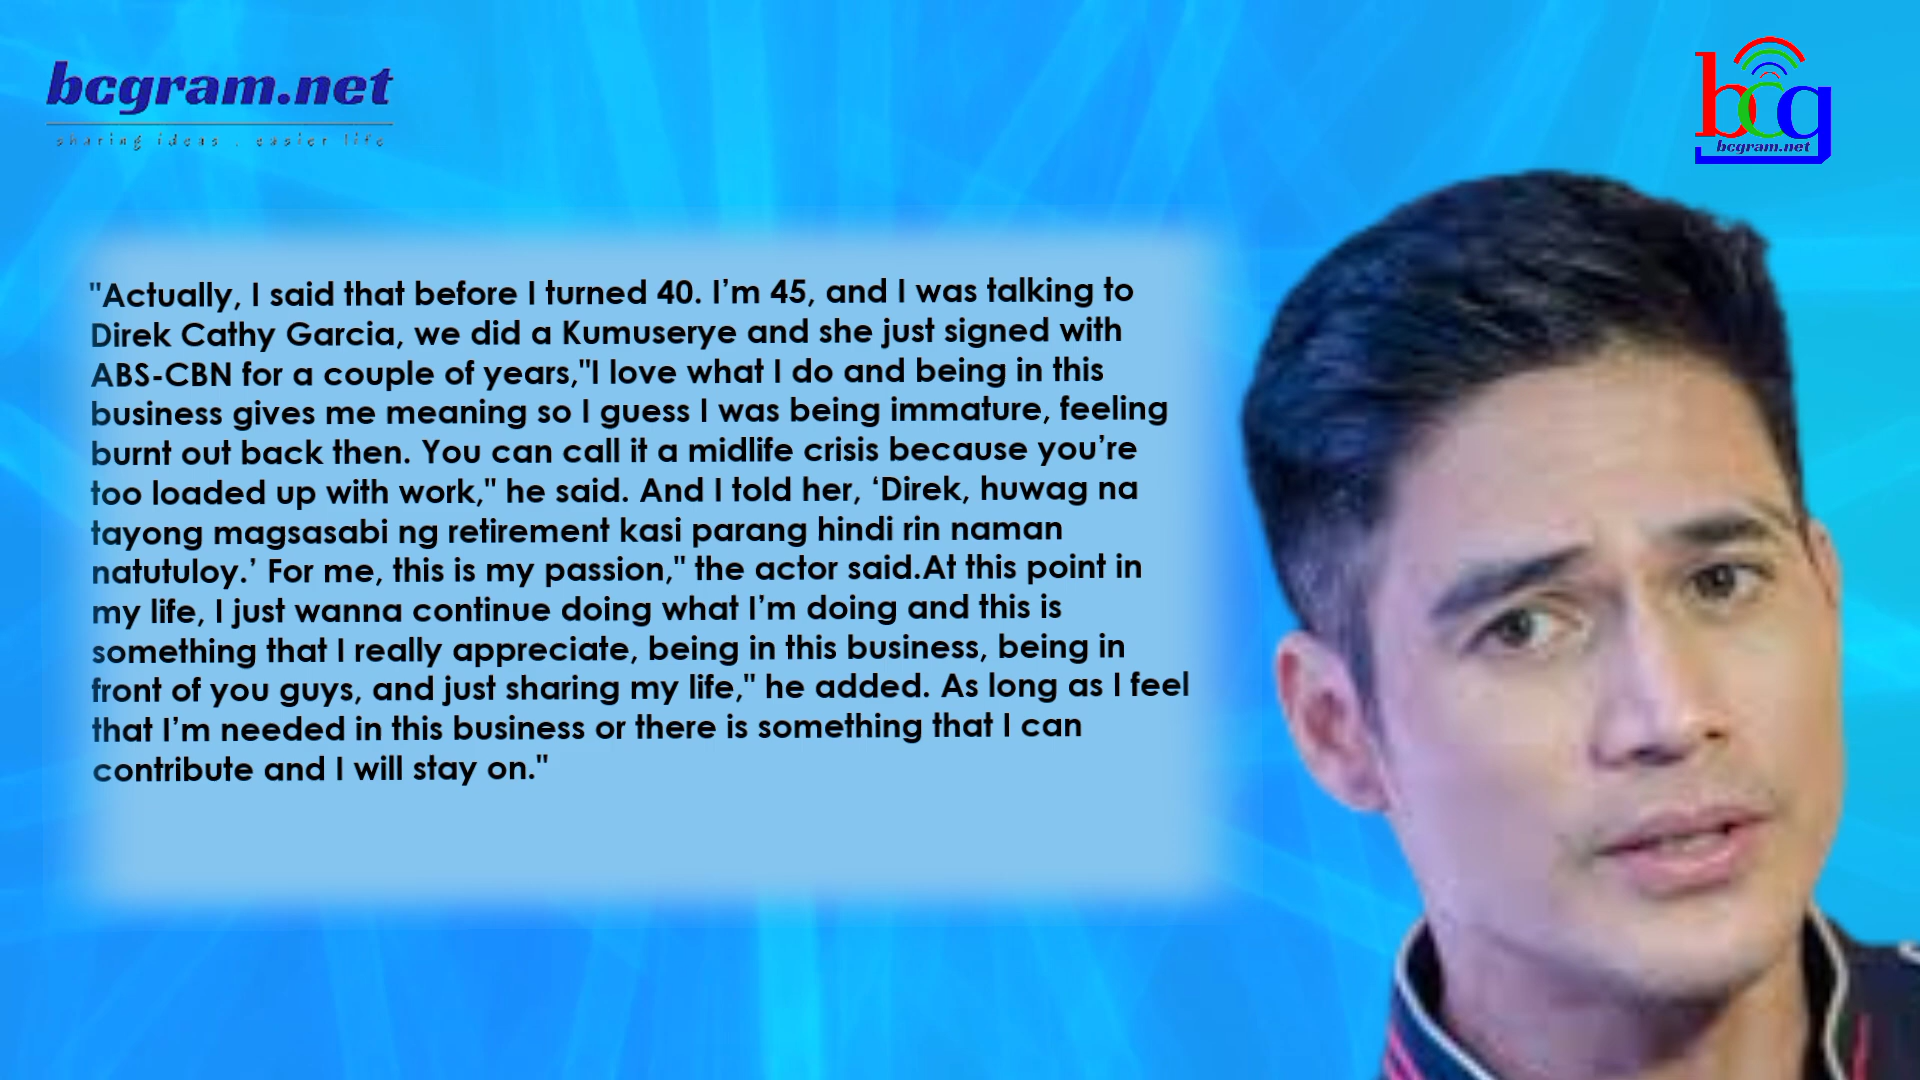 bcgram.net
sharing ideas . easier life
bcg
bcgram.net
"Actually, I said that before I turned 40. I’m 45, and I was talking to
Direk Cathy Garcia, we did a Kumuserye and she just signed with
ABS-CBN for a couple of years,"I love what I do and being in this
business gives me meaning so I guess I was being immature, feeling
burnt out back then. You can call it a midlife crisis because you’re
too loaded up with work," he said. And I told her, ‘Direk, huwag na
tayong magsasabi ng retirement kasi parang hindi rin naman
natutuloy.’ For me, this is my passion," the actor said.At this point in
my life, I just wanna continue doing what I’m doing and this is
something that I really appreciate, being in this business, being in
front of you guys, and just sharing my life," he added. As long as I feel
that I’m needed in this business or there is something that I can
contribute and I will stay on."